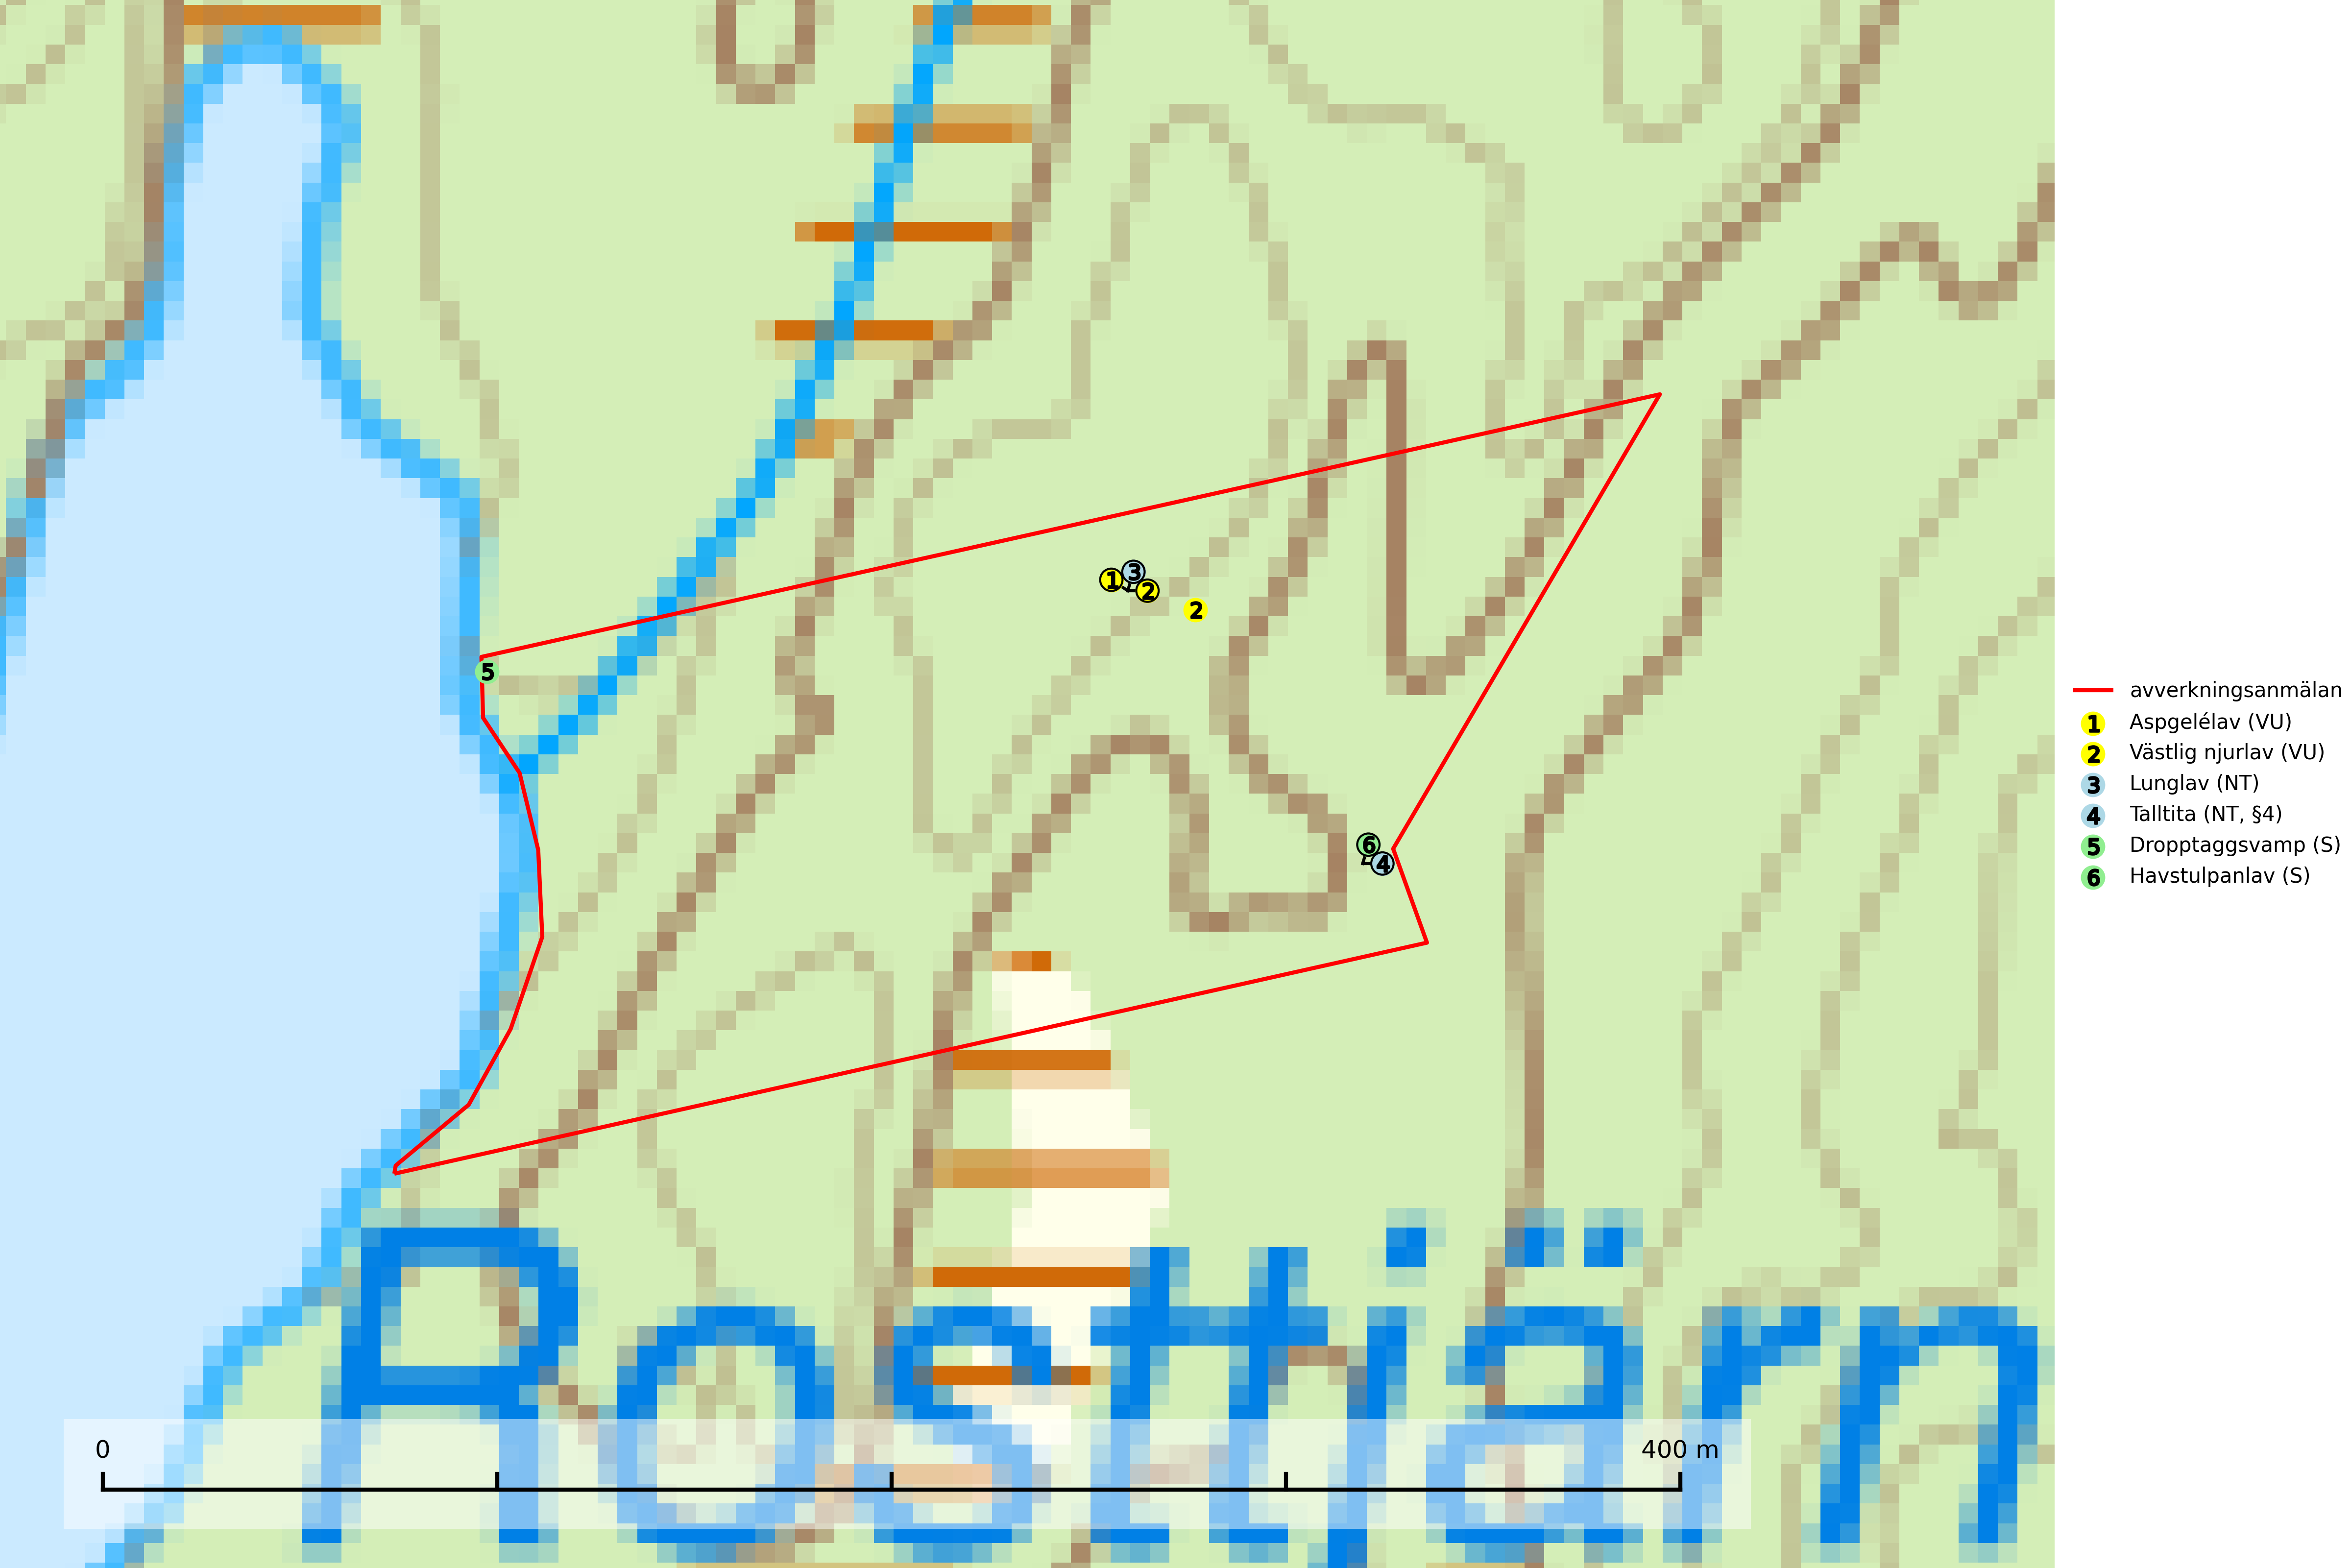 1 3 2
2
5
6
4
avverkningsanmälan
1 Aspgelélav (VU)
2 Västlig njurlav (VU)
3 Lunglav (NT)
4 Talltita (NT, §4)
5 Dropptaggsvamp (S)
6 Havstulpanlav (S)
Rostjärn
0 400 m